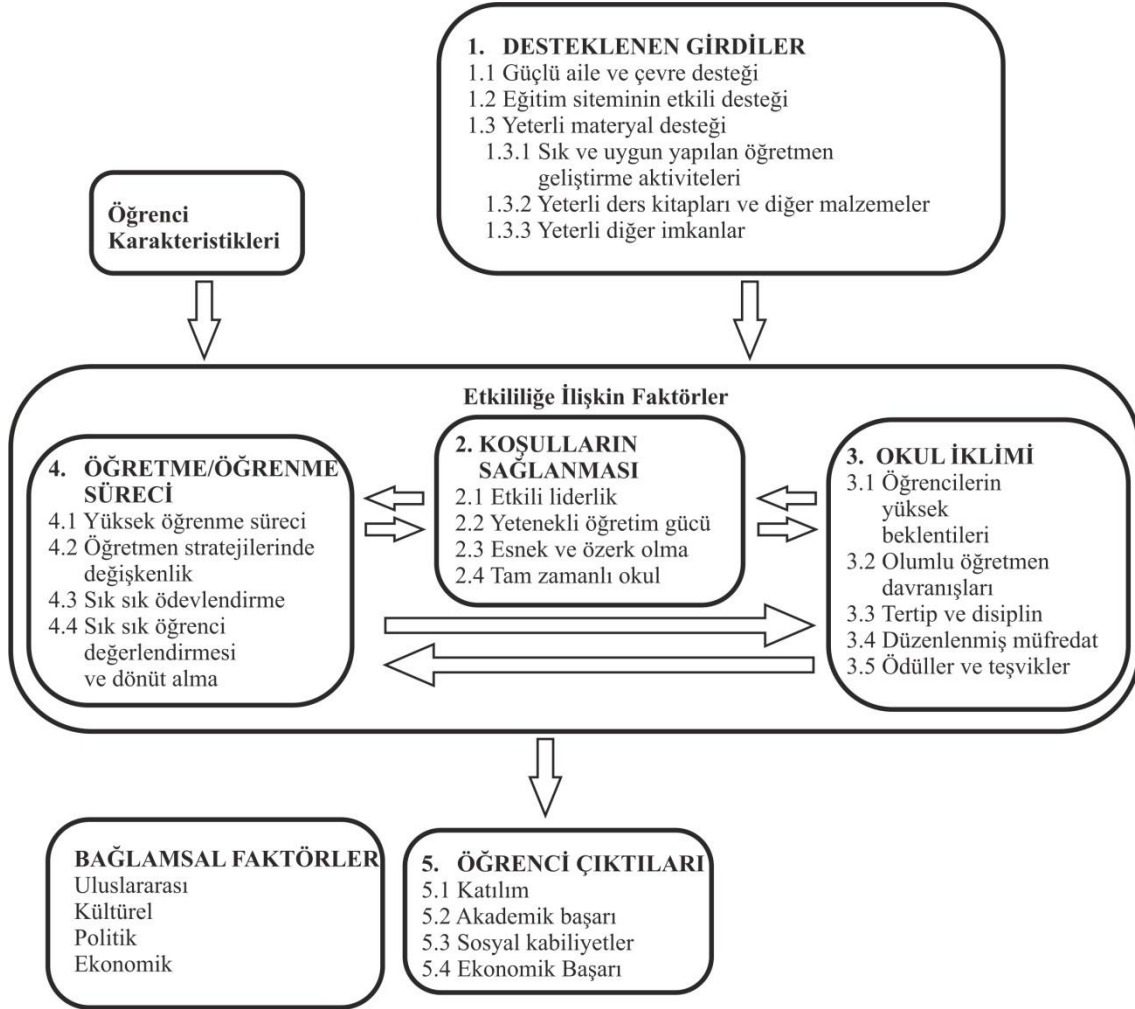 1. DESTEKLENEN GİRDİLER
1.1 Güçlü aile ve çevre desteği
1.2 Eğitim siteminin etkili desteği
1.3 Yeterli materyal desteği
1.3.1 Sık ve uygun yapılan öğretmen
geliştirme aktiviteleri
1.3.2 Yeterli ders kitapları ve diğer malzemeler
1.3.3 Yeterli diğer imkanlar
Öğrenci
Karakteristikleri
Etkililiğe İlişkin Faktörler
4. ÖĞRETME/ÖĞRENME
SÜRECİ
4.1 Yüksek öğrenme süreci
4.2 Öğretmen stratejilerinde
değişkenlik
4.3 Sık sık ödevlendirme
4.4 Sık sık öğrenci
değerlendirmesi
ve dönüt alma
2. KOŞULLARIN
SAĞLANMASI
2.1 Etkili liderlik
2.2 Yetenekli öğretim gücü
2.3 Esnek ve özerk olma
2.4 Tam zamanlı okul
3. OKUL İKLİMİ
3.1 Öğrencilerin
yüksek
beklentileri
3.2 Olumlu öğretmen
davranışları
3.3 Tertip ve disiplin
3.4 Düzenlenmiş müfredat
3.5 Ödüller ve teşvikler
BAĞLAMSAL FAKTÖRLER
Uluslararası
Kültürel
Politik
Ekonomik
5. ÖĞRENCİ ÇIKTILARI
5.1 Katılım
5.2 Akademik başarı
5.3 Sosyal kabiliyetler
5.4 Ekonomik Başarı